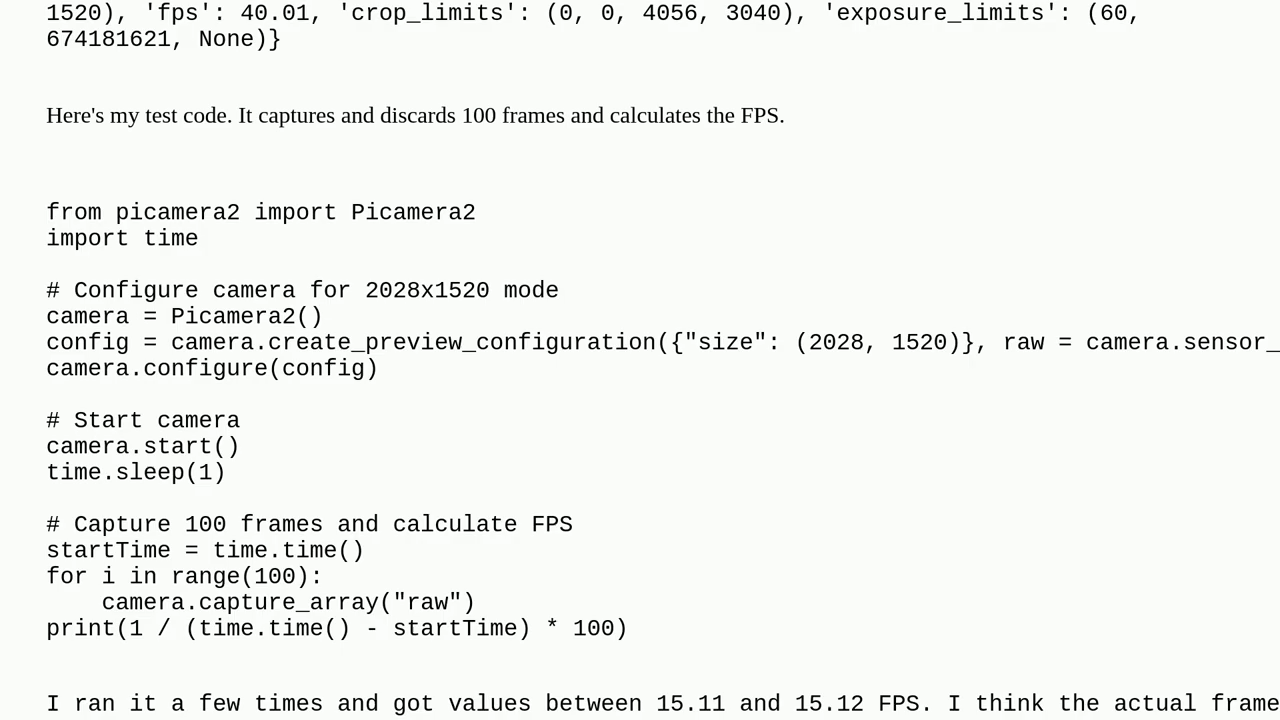 1520), 'fps': 40.01, 'crop_limits': (0, 0, 4056, 3040), 'exposure_limits': (60,
674181621, None)}
Here's my test code. It captures and discards 100 frames and calculates the FPS.
from picamera2 import Picamera2
import time
# Configure camera for 2028x1520 mode
camera = Picamera2()
config = camera.create_preview_configuration({"size": (2028, 1520)}, raw = camera.sensor_
camera.configure(config)
# Start camera
camera.start()
time.sleep(1)
# Capture 100 frames and calculate FPS
startTime = time.time()
for i in range(100):
    camera.capture_array("raw")
print(1 / (time.time() - startTime) * 100)
I ran it a few times and got values between 15.11 and 15.12 FPS. I think the actual frame